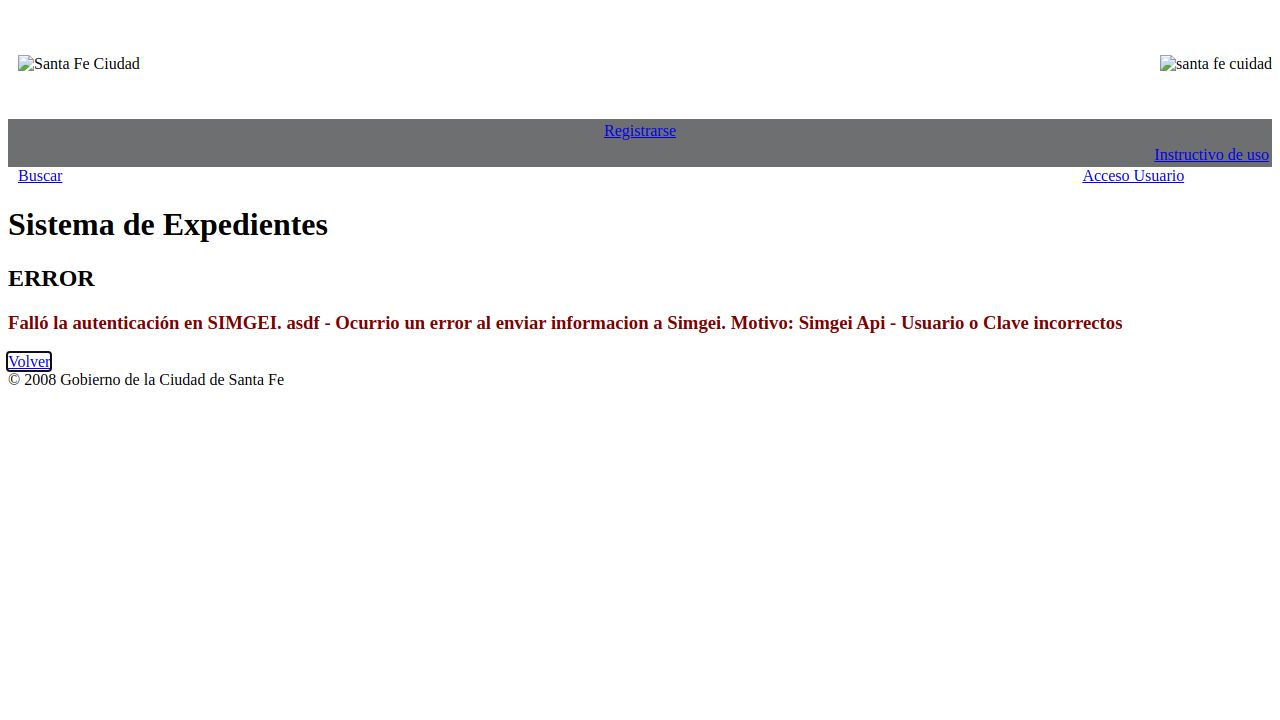 Santa Fe Ciudad
santa fe cuidad
Registrarse
Instructivo de uso
Buscar
Acceso Usuario
Sistema de Expedientes
ERROR
Falló la autenticación en SIMGEI. asdf - Ocurrio un error al enviar informacion a Simgei. Motivo: Simgei Api - Usuario o Clave incorrectos
Volver
© 2008 Gobierno de la Ciudad de Santa Fe